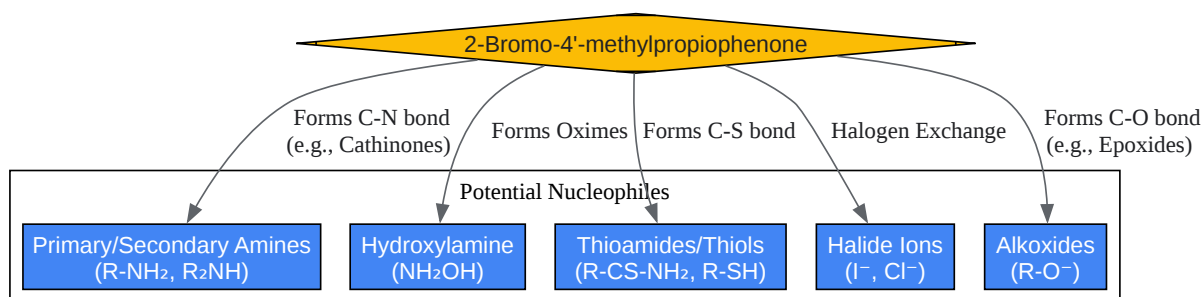 2-Bromo-4'-methylpropiophenone
Forms C-N bond
(e.g., Cathinones)
Forms Oximes
Forms C-S bond
Halogen Exchange
Forms C-O bond
(e.g., Epoxides)
Potential Nucleophiles
Primary/Secondary Amines
(R-NH₂, R₂NH)
Hydroxylamine
(NH₂OH)
Thioamides/Thiols
(R-CS-NH₂, R-SH)
Halide Ions
(I⁻, Cl⁻)
Alkoxides
(R-O⁻)